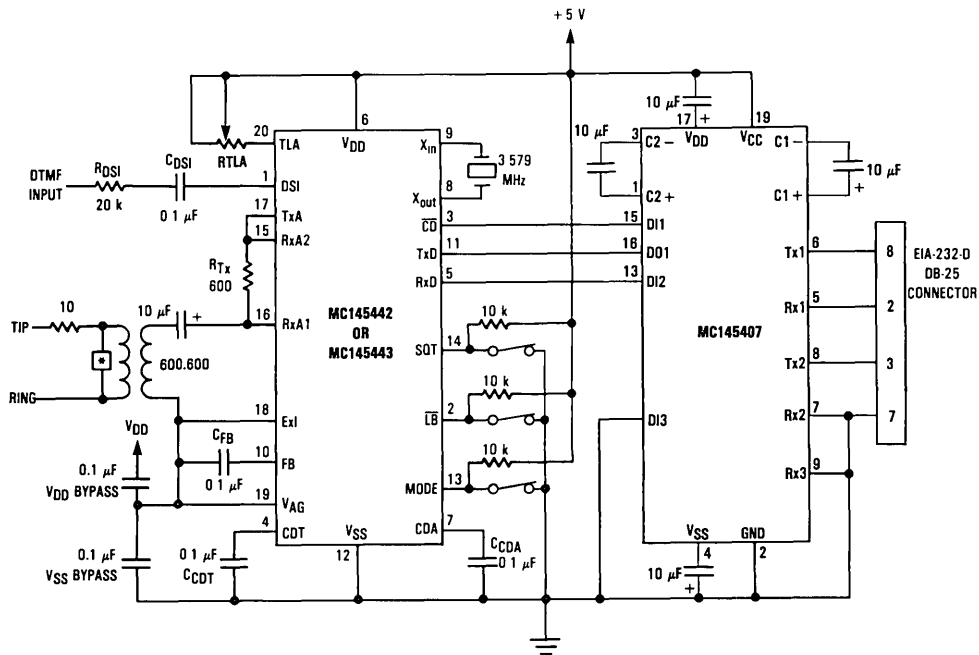 +5 V
20
TLA
RTLA
6
VDD
9
Xin
3 579
MHz
8
Xout
10 µF
17
VDD
+
19
VCC
10 µF
3
C2 −
1
C2 +
C1 −
C1 +
10 µF
+
DTMF
INPUT
RDSI
20 k
CDSI
0 1 µF
1
DSI
17
TxA
15
RxA2
RTx
600
3
CD
15
DI1
11
TxD
16
DO1
5
RxD
13
DI2
Tx1
6
8
EIA-232-D
DB-25
CONNECTOR
Rx1
5
2
Tx2
8
3
Rx2
7
7
Rx3
9
MC145442
OR
MC145443
MC145407
10
TIP
RING
*
10 µF
+
600.600
16
RxA1
10 k
14
SQT
10 k
2
LB
10 k
13
MODE
DI3
18
ExI
VDD
CFB
0 1 µF
10
FB
0.1 µF
VDD BYPASS
19
VAG
4
CDT
0.1 µF
VSS BYPASS
0 1 µF
CCDT
VSS
12
CDA
7
CCDA
0 1 µF
VSS
4
10 µF
+
GND
2